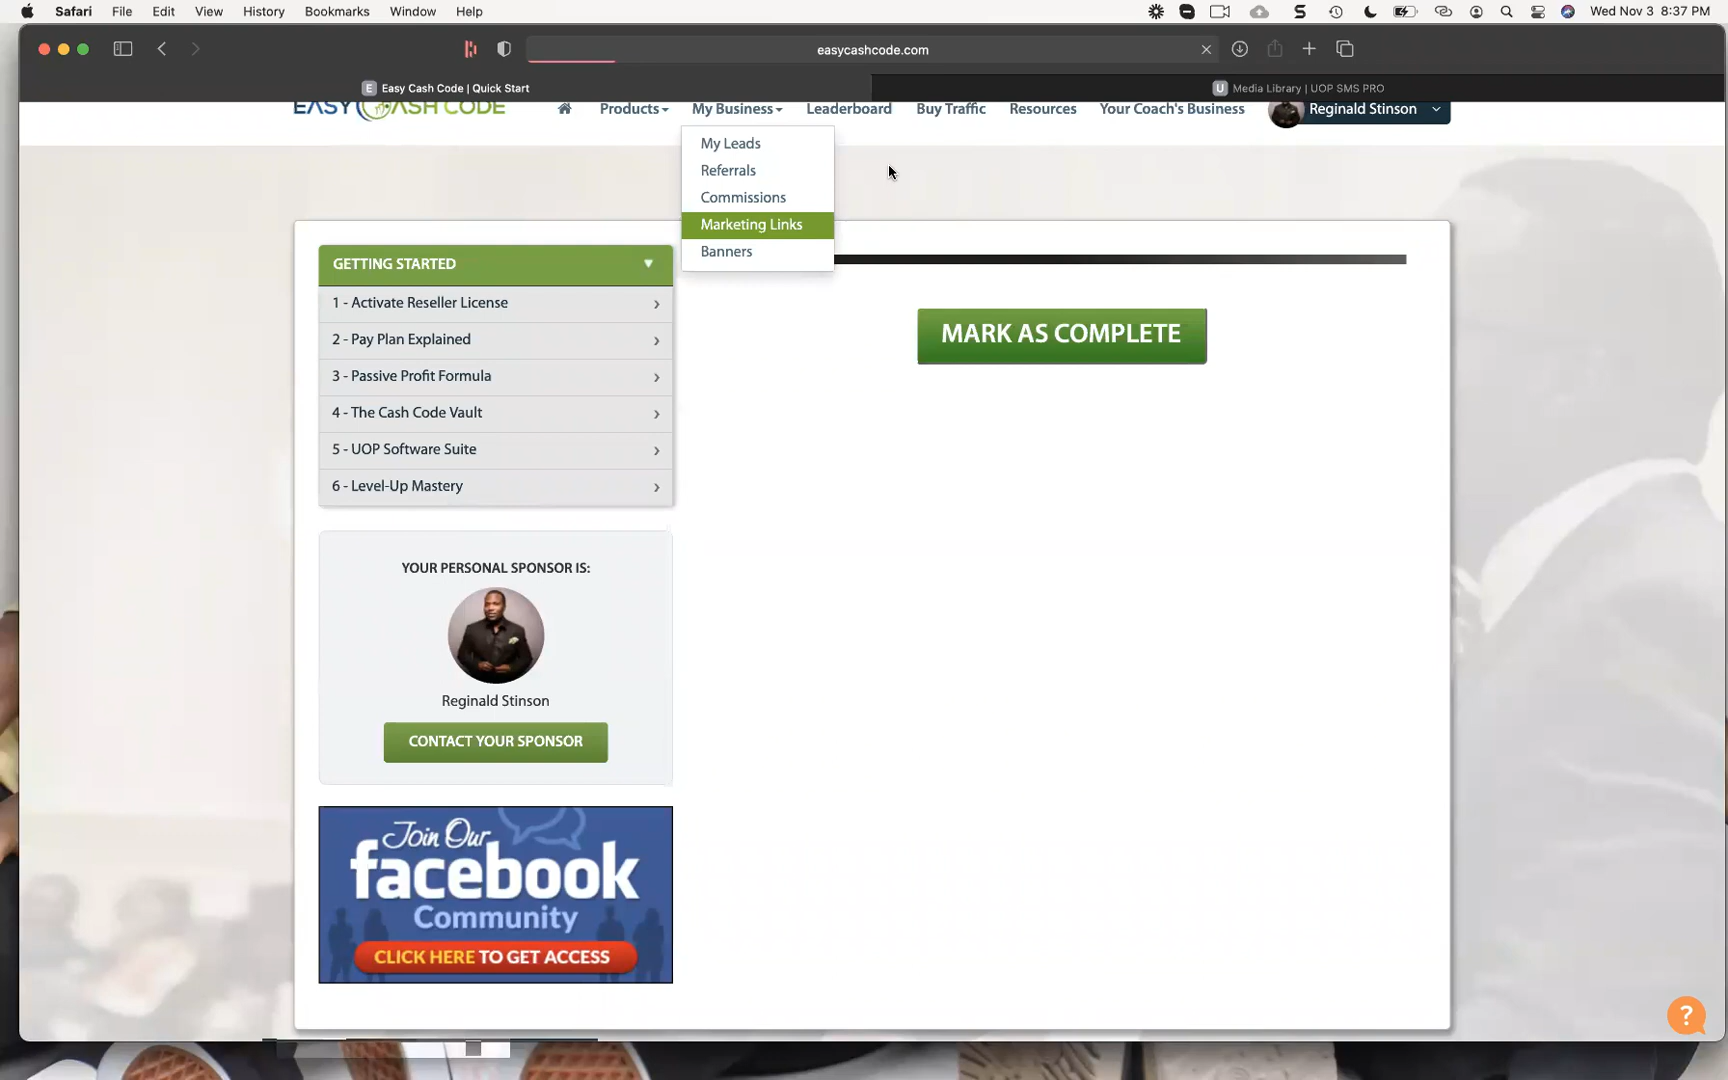 Safari File Edit View History Bookmarks Window Help
Wed Nov 3 8:37 PM
easycashcode.com
E Easy Cash Code | Quick Start
U Media Library | UOP SMS PRO
EASY CASH CODE
Products
My Business
Leaderboard
Buy Traffic
Resources
Your Coach's Business
Reginald Stinson
My Leads
Referrals
Commissions
Marketing Links
Banners
GETTING STARTED
1 - Activate Reseller License
2 - Pay Plan Explained
3 - Passive Profit Formula
4 - The Cash Code Vault
5 - UOP Software Suite
6 - Level-Up Mastery
MARK AS COMPLETE
YOUR PERSONAL SPONSOR IS:
Reginald Stinson
CONTACT YOUR SPONSOR
Join Our
facebook
Community
CLICK HERE TO GET ACCESS
?